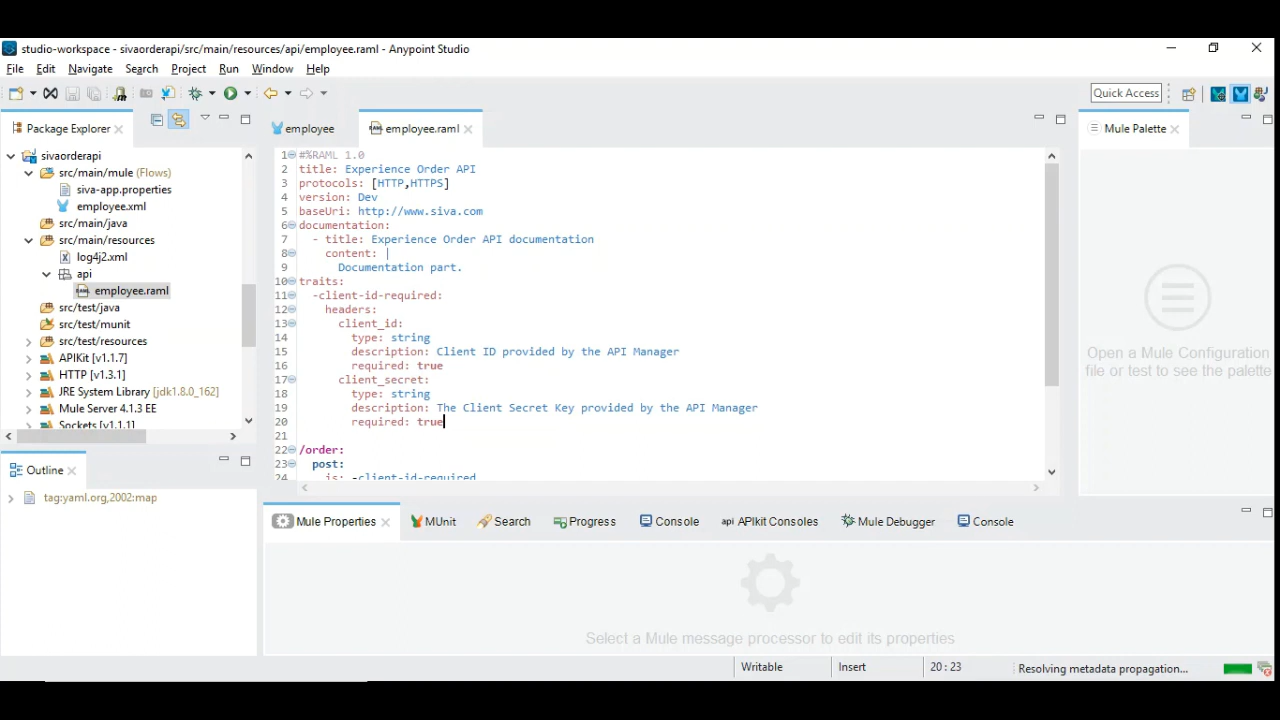 studio-workspace - sivaorderapi/src/main/resources/api/employee.raml - Anypoint Studio
File Edit Navigate Search Project Run Window Help
Quick Access
Package Explorer
sivaorderapi
src/main/mule (Flows)
siva-app.properties
employee.xml
src/main/java
src/main/resources
log4j2.xml
api
employee.raml
src/test/java
src/test/munit
src/test/resources
APIKit [v1.1.7]
HTTP [v1.3.1]
JRE System Library [jdk1.8.0_162]
Mule Server 4.1.3 EE
Sockets [v1.1.1]
Outline
tag:yaml.org,2002:map
employee employee.raml
1 #%RAML 1.0
2 title: Experience Order API
3 protocols: [HTTP,HTTPS]
4 version: Dev
5 baseUri: http://www.siva.com
6 documentation:
7 - title: Experience Order API documentation
8 content: |
9 Documentation part.
10 traits:
11 -client-id-required:
12 headers:
13 client_id:
14 type: string
15 description: Client ID provided by the API Manager
16 required: true
17 client_secret:
18 type: string
19 description: The Client Secret Key provided by the API Manager
20 required: true
21
22 /order:
23 post:
24 is: -client-id-required
Mule Palette
Open a Mule Configuration
file or test to see the palette
Mule Properties MUnit Search Progress Console api APIkit Consoles Mule Debugger Console
Select a Mule message processor to edit its properties
Writable Insert 20 : 23 Resolving metadata propagation...